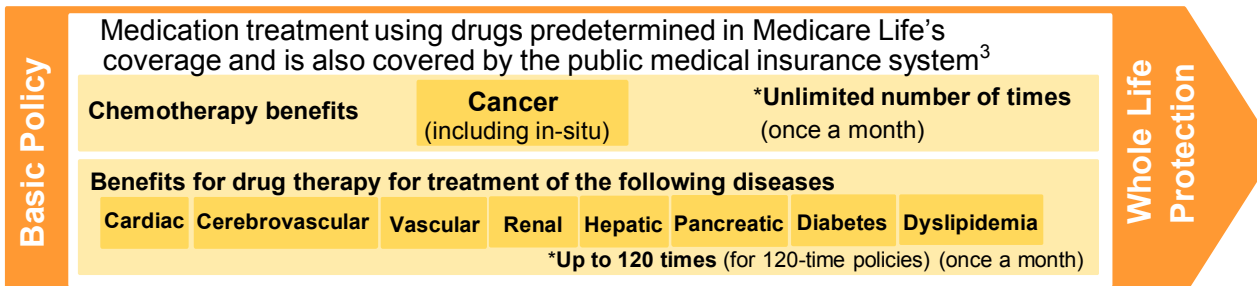 Basic Policy
Medication treatment using drugs predetermined in Medicare Life's
coverage and is also covered by the public medical insurance system3
Chemotherapy benefits
Cancer
(including in-situ)
*Unlimited number of times
(once a month)
Benefits for drug therapy for treatment of the following diseases
Cardiac Cerebrovascular Vascular Renal Hepatic Pancreatic Diabetes Dyslipidemia
*Up to 120 times (for 120-time policies) (once a month)
Whole Life
Protection